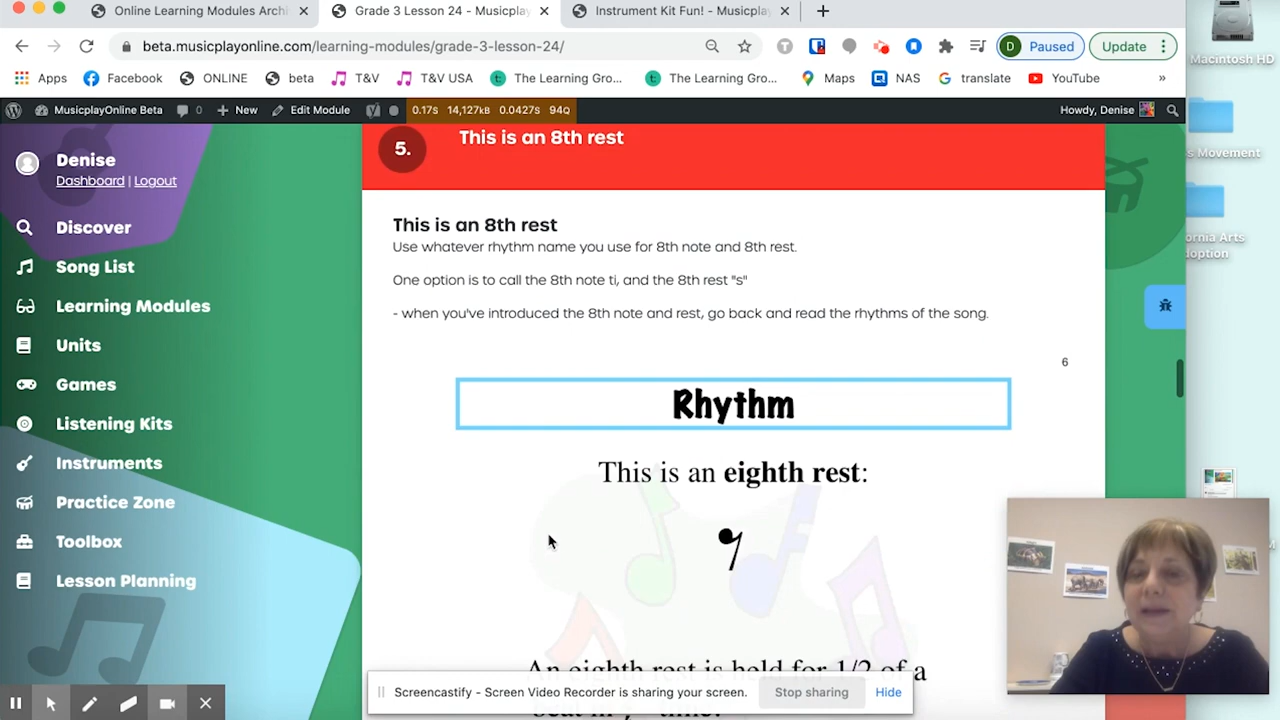 Online Learning Modules Archi
Grade 3 Lesson 24 - Musicpla
Instrument Kit Fun! - Musicpla
beta.musicplayonline.com/learning-modules/grade-3-lesson-24/
D Paused
Update
Apps
Facebook
ONLINE
beta
T&V
T&V USA
The Learning Gro...
The Learning Gro...
Maps
NAS
translate
YouTube
»
Macintosh HD
MusicplayOnline Beta
0
New
Edit Module
0.17s 14,127kB 0.0427s 94Q
Howdy, Denise
s Movement
ornia Arts
doption
Denise
Dashboard | Logout
Discover
Song List
Learning Modules
Units
Games
Listening Kits
Instruments
Practice Zone
Toolbox
Lesson Planning
5.
This is an 8th rest
This is an 8th rest
Use whatever rhythm name you use for 8th note and 8th rest.
One option is to call the 8th note ti, and the 8th rest "s"
- when you've introduced the 8th note and rest, go back and read the rhythms of the song.
6
Rhythm
This is an eighth rest:
An eighth rest is held for 1/2 of a
beat in time.
Screencastify - Screen Video Recorder is sharing your screen.
Stop sharing
Hide